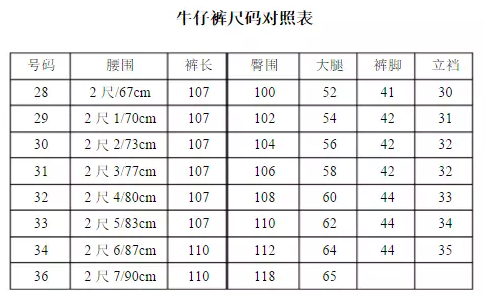 牛仔裤尺码对照表
号码 腰围 裤长 臀围 大腿 裤脚 立裆
28 2 尺/67cm 107 100 52 41 30
29 2 尺 1/70cm 107 102 54 42 31
30 2 尺 2/73cm 107 104 56 42 32
31 2 尺 3/77cm 107 106 58 42 32
32 2 尺 4/80cm 107 108 60 44 33
33 2 尺 5/83cm 107 110 62 44 34
34 2 尺 6/87cm 110 112 64 44 35
36 2 尺 7/90cm 110 118 65